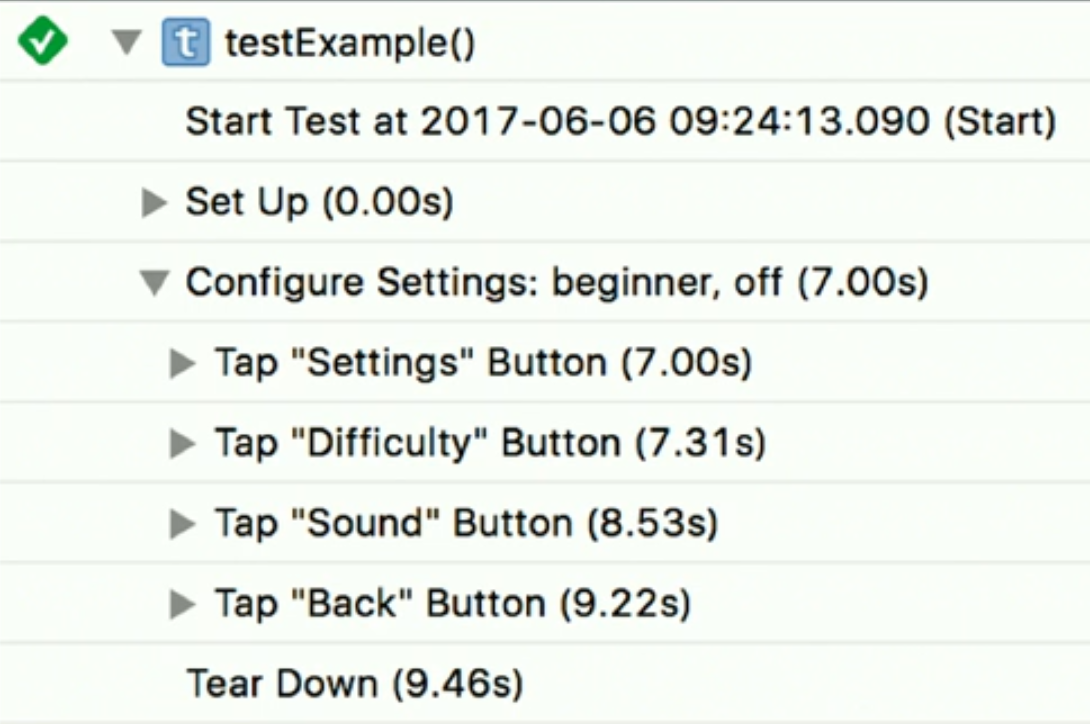 t testExample()
Start Test at 2017-06-06 09:24:13.090 (Start)
Set Up (0.00s)
Configure Settings: beginner, off (7.00s)
Tap "Settings" Button (7.00s)
Tap "Difficulty" Button (7.31s)
Tap "Sound" Button (8.53s)
Tap "Back" Button (9.22s)
Tear Down (9.46s)